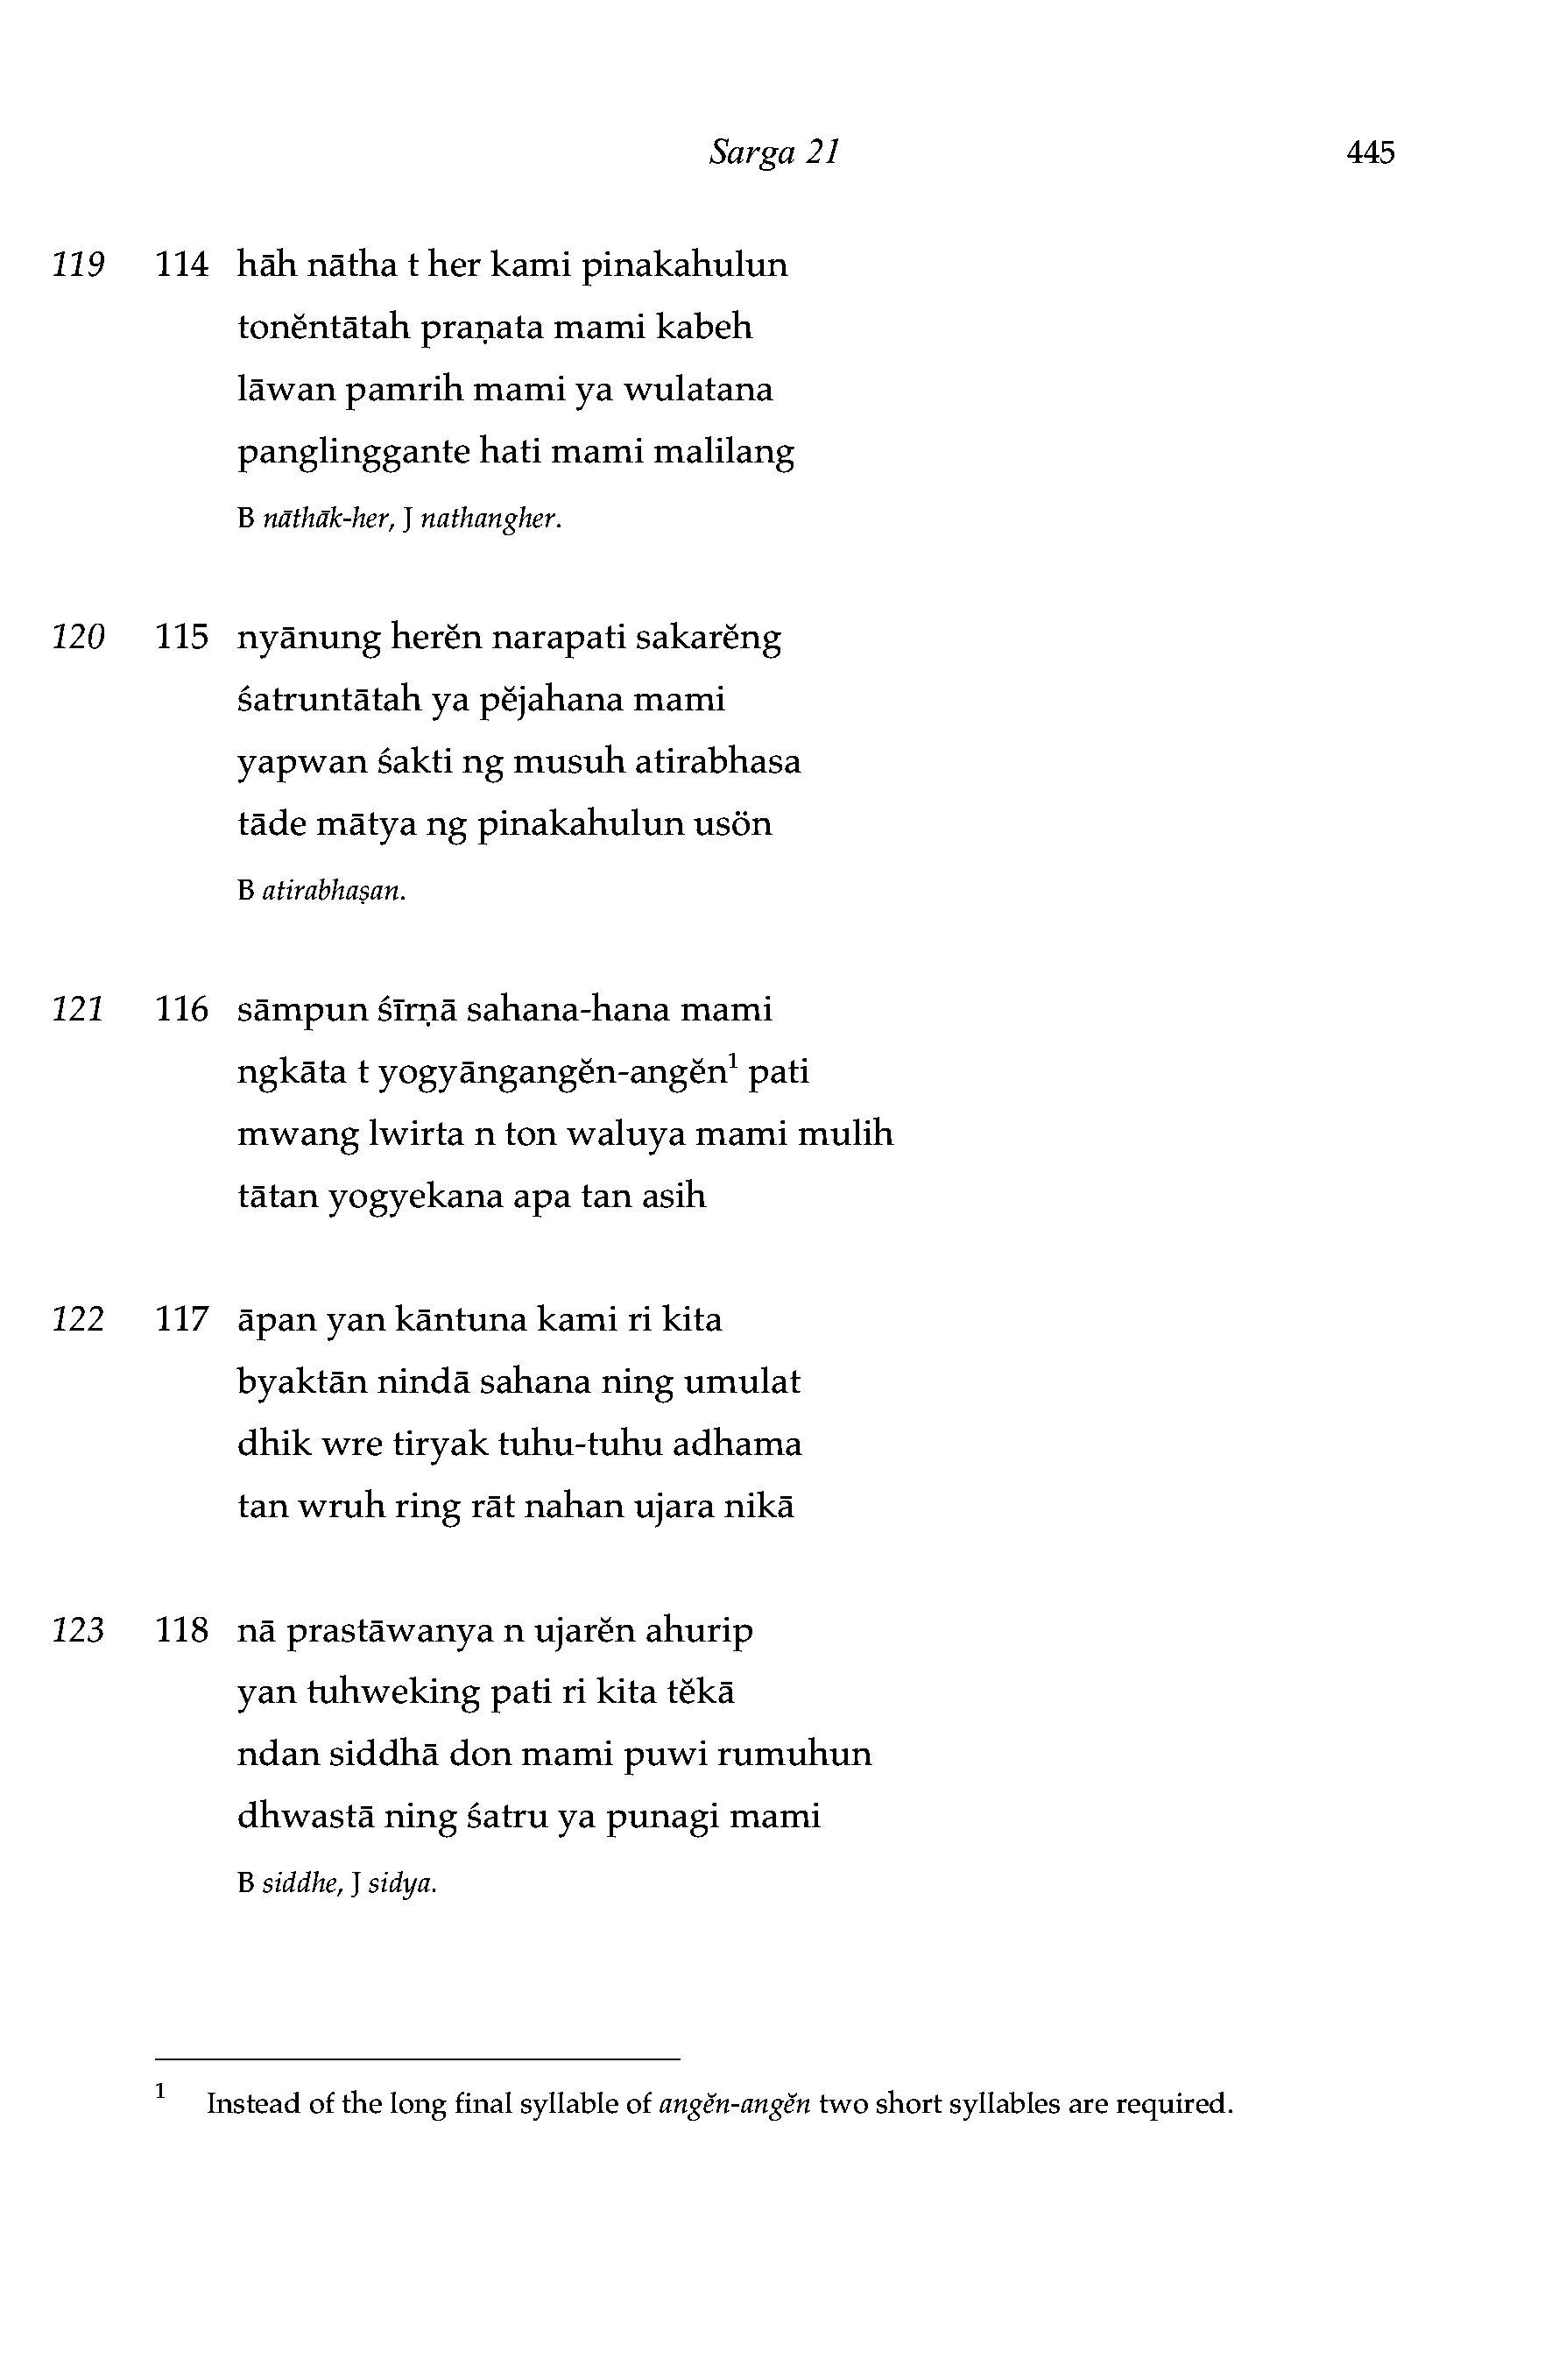 Sarga 21 445
119 114 hāh nātha t her kami pinakahulun
tonĕntātah praṇata mami kabeh
lāwan pamrih mami ya wulatana
panglinggante hati mami malilang
B nāthāk-her, J nathangher.
120 115 nyānung herĕn narapati sakarĕng
śatruntātah ya pĕjahana mami
yapwan śakti ng musuh atirabhasa
tāde mātya ng pinakahulun usön
B atirabhaṣan.
121 116 sāmpun śīrṇā sahana-hana mami
ngkāta t yogyāngangĕn-angĕn¹ pati
mwang lwirta n ton waluya mami mulih
tātan yogyekana apa tan asih
122 117 āpan yan kāntuna kami ri kita
byaktān nindā sahana ning umulat
dhik wre tiryak tuhu-tuhu adhama
tan wruh ring rāt nahan ujara nikā
123 118 nā prastāwanya n ujarĕn ahurip
yan tuhweking pati ri kita tĕkā
ndan siddhā don mami puwi rumuhun
dhwastā ning śatru ya punagi mami
B siddhe, J sidya.
¹ Instead of the long final syllable of angĕn-angĕn two short syllables are required.